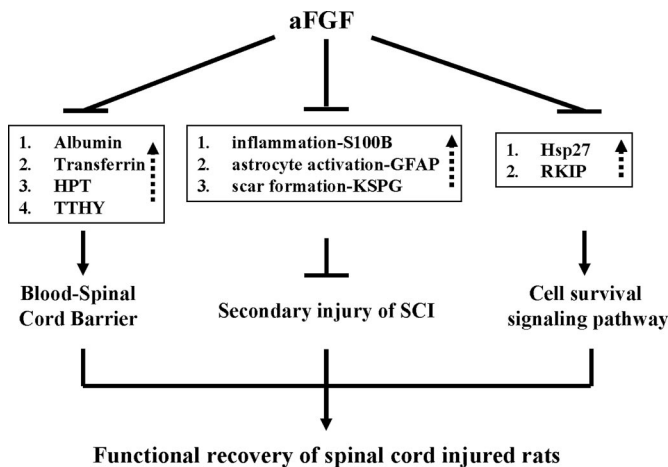 aFGF
1. Albumin
2. Transferrin
3. HPT
4. TTHY
1. inflammation-S100B
2. astrocyte activation-GFAP
3. scar formation-KSPG
1. Hsp27
2. RKIP
Blood-Spinal
Cord Barrier
Secondary injury of SCI
Cell survival
signaling pathway
Functional recovery of spinal cord injured rats